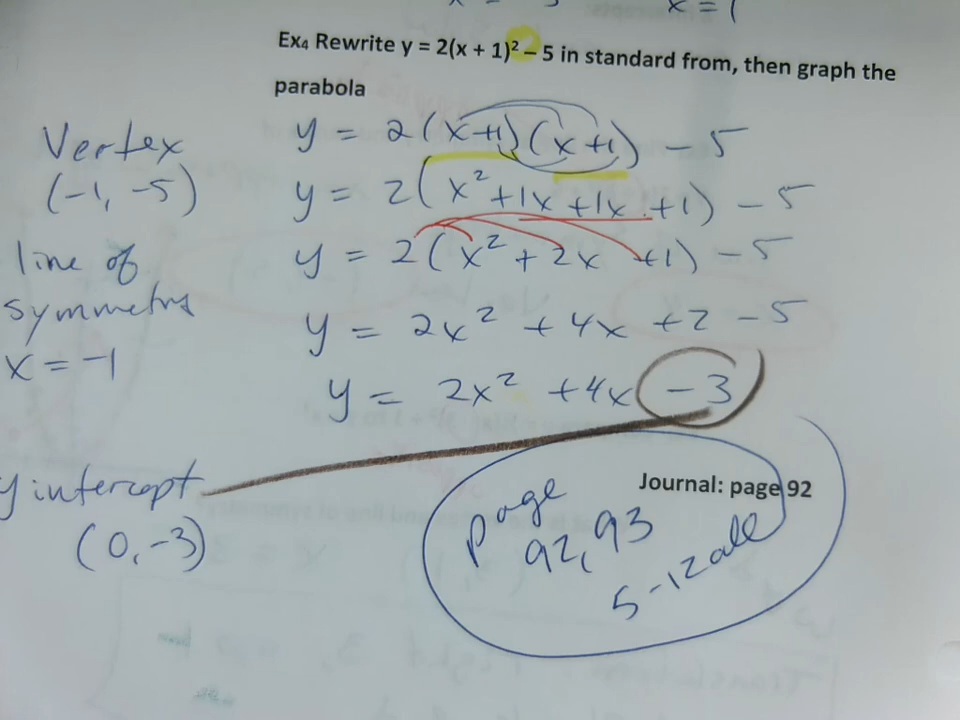 x = 1
Ex4 Rewrite y = 2(x + 1)² – 5 in standard from, then graph the
parabola
y = 2(x+1)(x+1) - 5
y = 2(x² +1x +1x +1) - 5
y = 2(x² + 2x +1) - 5
y = 2x² + 4x + 2 - 5
y = 2x² + 4x - 3
Vertex
(-1, -5)
line of
symmetry
x = -1
y intercept
(0, -3)
Journal: page 92
page
92, 93
5-12 all